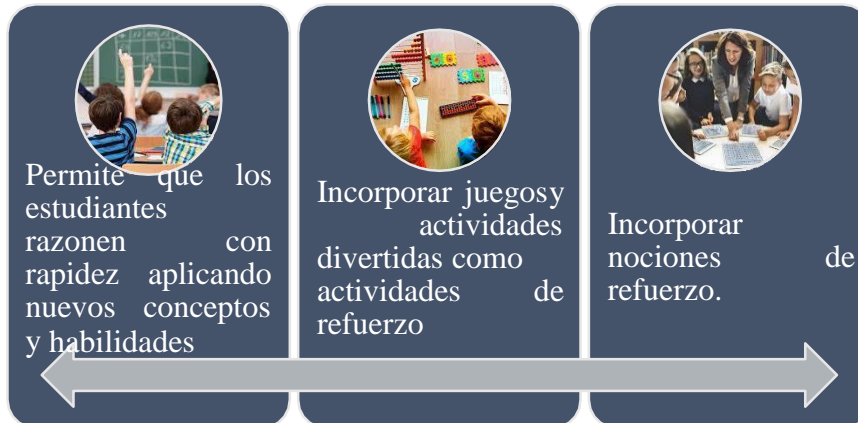 Permite que los
estudiantes
razonen con
rapidez aplicando
nuevos conceptos
y habilidades
Incorporar juegosy
actividades
divertidas como
actividades de
refuerzo
Incorporar
nociones de
refuerzo.